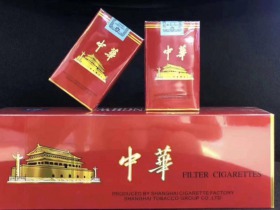 中華
中華
中華
FILTER CIGARETTES
PRODUCED BY SHANGHAI CIGARETTE FACTORY
SHANGHAI TOBACCO GROUP CO., LTD